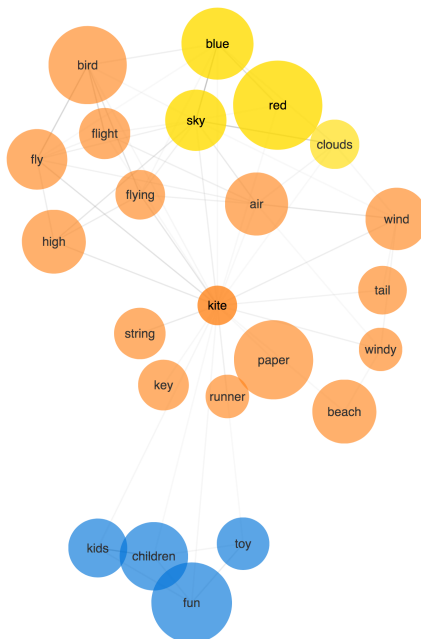 blue
bird
red
sky
flight
clouds
fly
flying
air
wind
high
tail
kite
string
windy
paper
key
runner
beach
toy
kids
children
fun